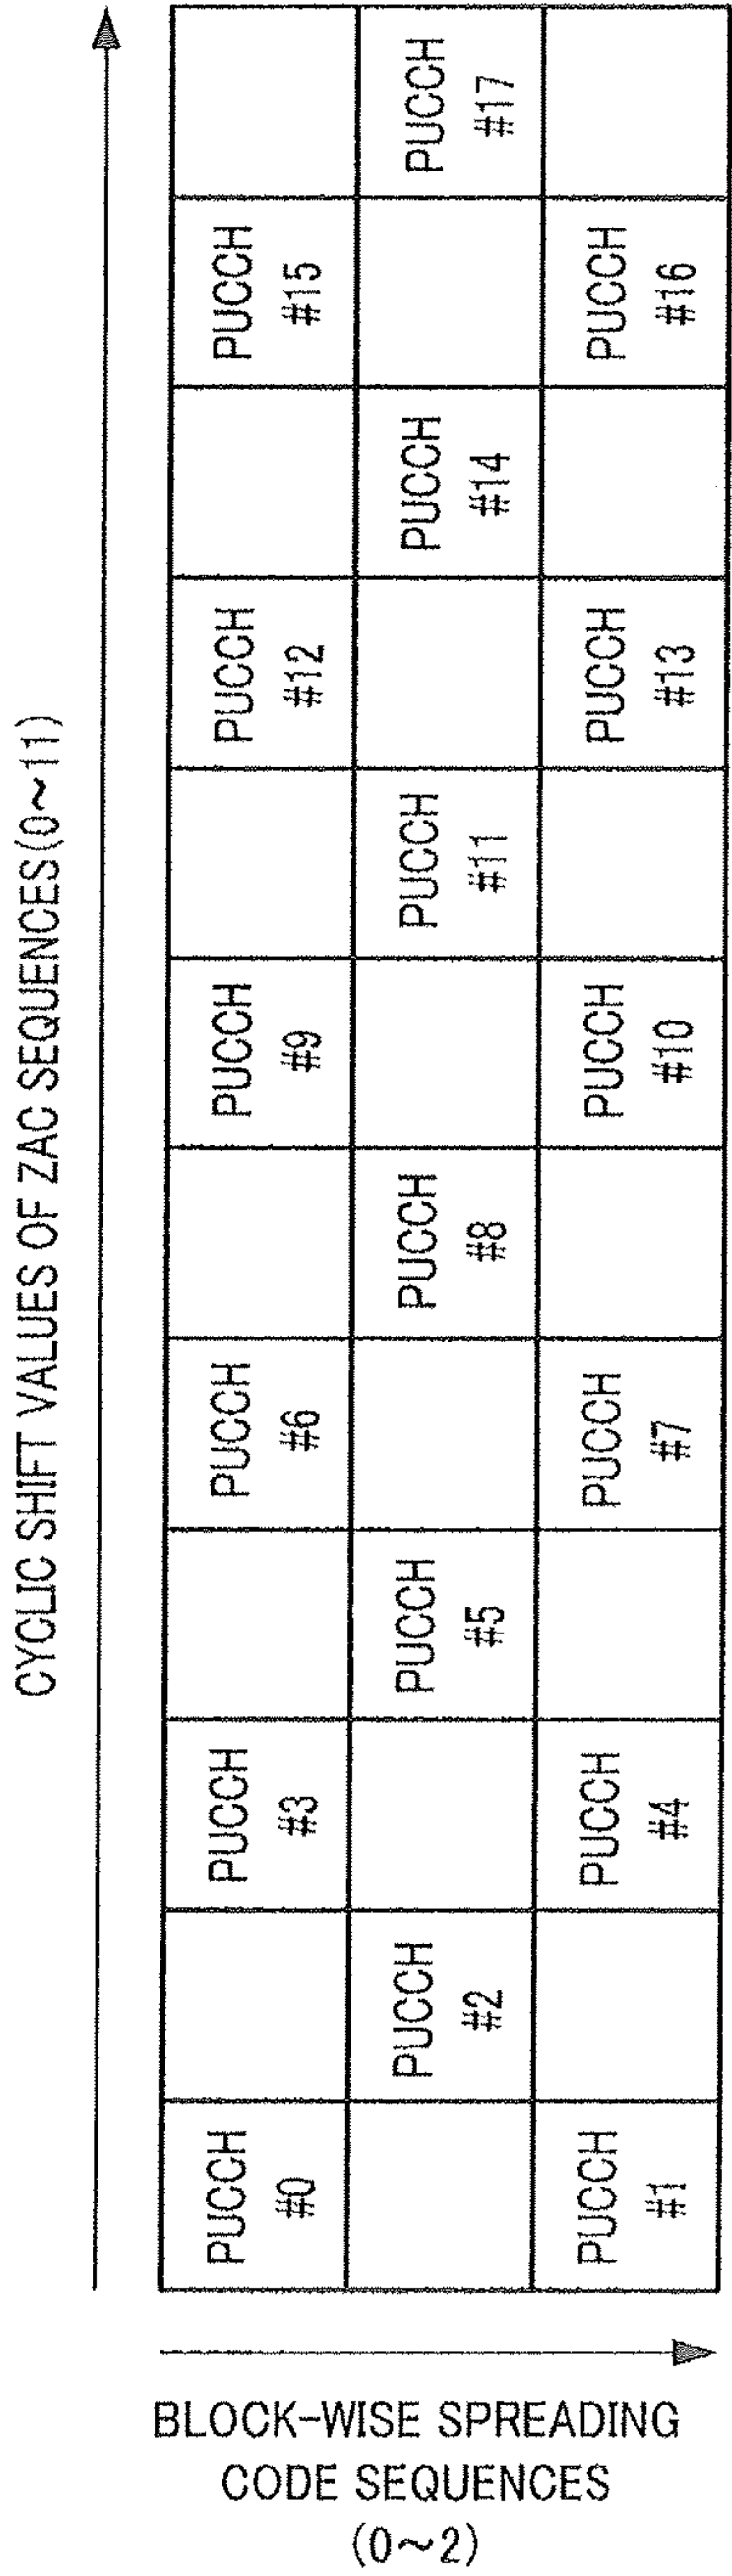 CYCLIC SHIFT VALUES OF ZAC SEQUENCES(0~11)
BLOCK-WISE SPREADING
CODE SEQUENCES
(0~2)
PUCCH
#0
PUCCH
#1
PUCCH
#2
PUCCH
#3
PUCCH
#4
PUCCH
#5
PUCCH
#6
PUCCH
#7
PUCCH
#8
PUCCH
#9
PUCCH
#10
PUCCH
#11
PUCCH
#12
PUCCH
#13
PUCCH
#14
PUCCH
#15
PUCCH
#16
PUCCH
#17